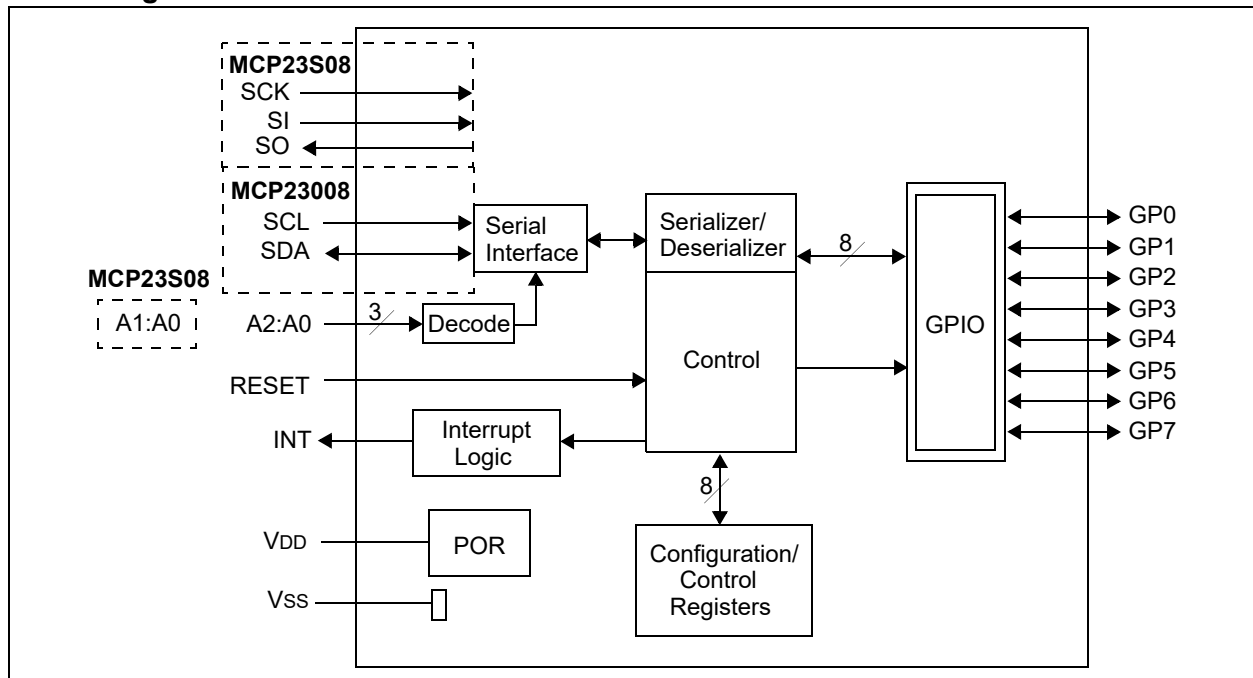 MCP23S08
SCK
SI
SO
MCP23008
SCL
SDA
Serial
Interface
Serializer/
Deserializer
8
MCP23S08
A1:A0
A2:A0
3
Decode
Control
GPIO
GP0
GP1
GP2
GP3
GP4
GP5
GP6
GP7
RESET
INT
Interrupt
Logic
8
VDD
POR
Configuration/
Control
Registers
VSS